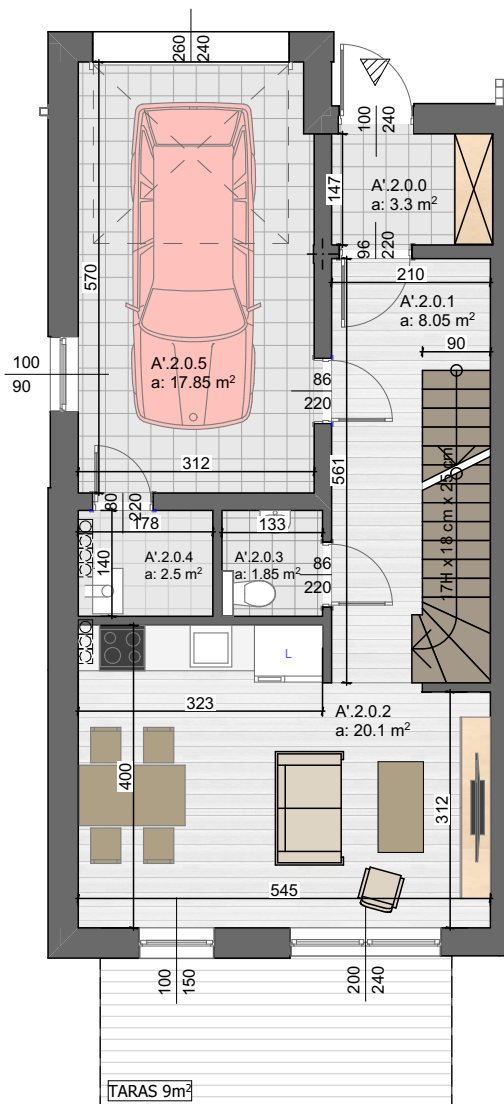 260
240
100
240
147
A'.2.0.0
a: 3.3 m²
96
220
210
570
A'.2.0.1
a: 8.05 m²
90
100
90
A'.2.0.5
a: 17.85 m²
86
220
312
561
17H x 18 cm x 25 cm
80
220
178
133
140
A'.2.0.4
a: 2.5 m²
A'.2.0.3
a: 1.85 m²
86
220
L
323
A'.2.0.2
a: 20.1 m²
400
312
545
100
150
200
240
TARAS 9m²